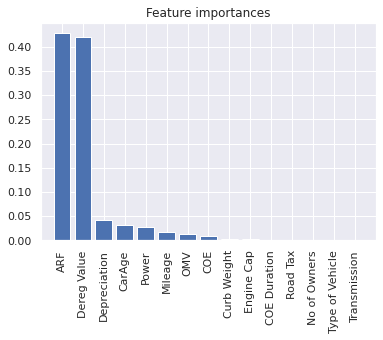 Feature importances
0.40
0.35
0.30
0.25
0.20
0.15
0.10
0.05
0.00
ARF
Dereg Value
Depreciation
CarAge
Power
Mileage
OMV
COE
Curb Weight
Engine Cap
COE Duration
Road Tax
No of Owners
Type of Vehicle
Transmission